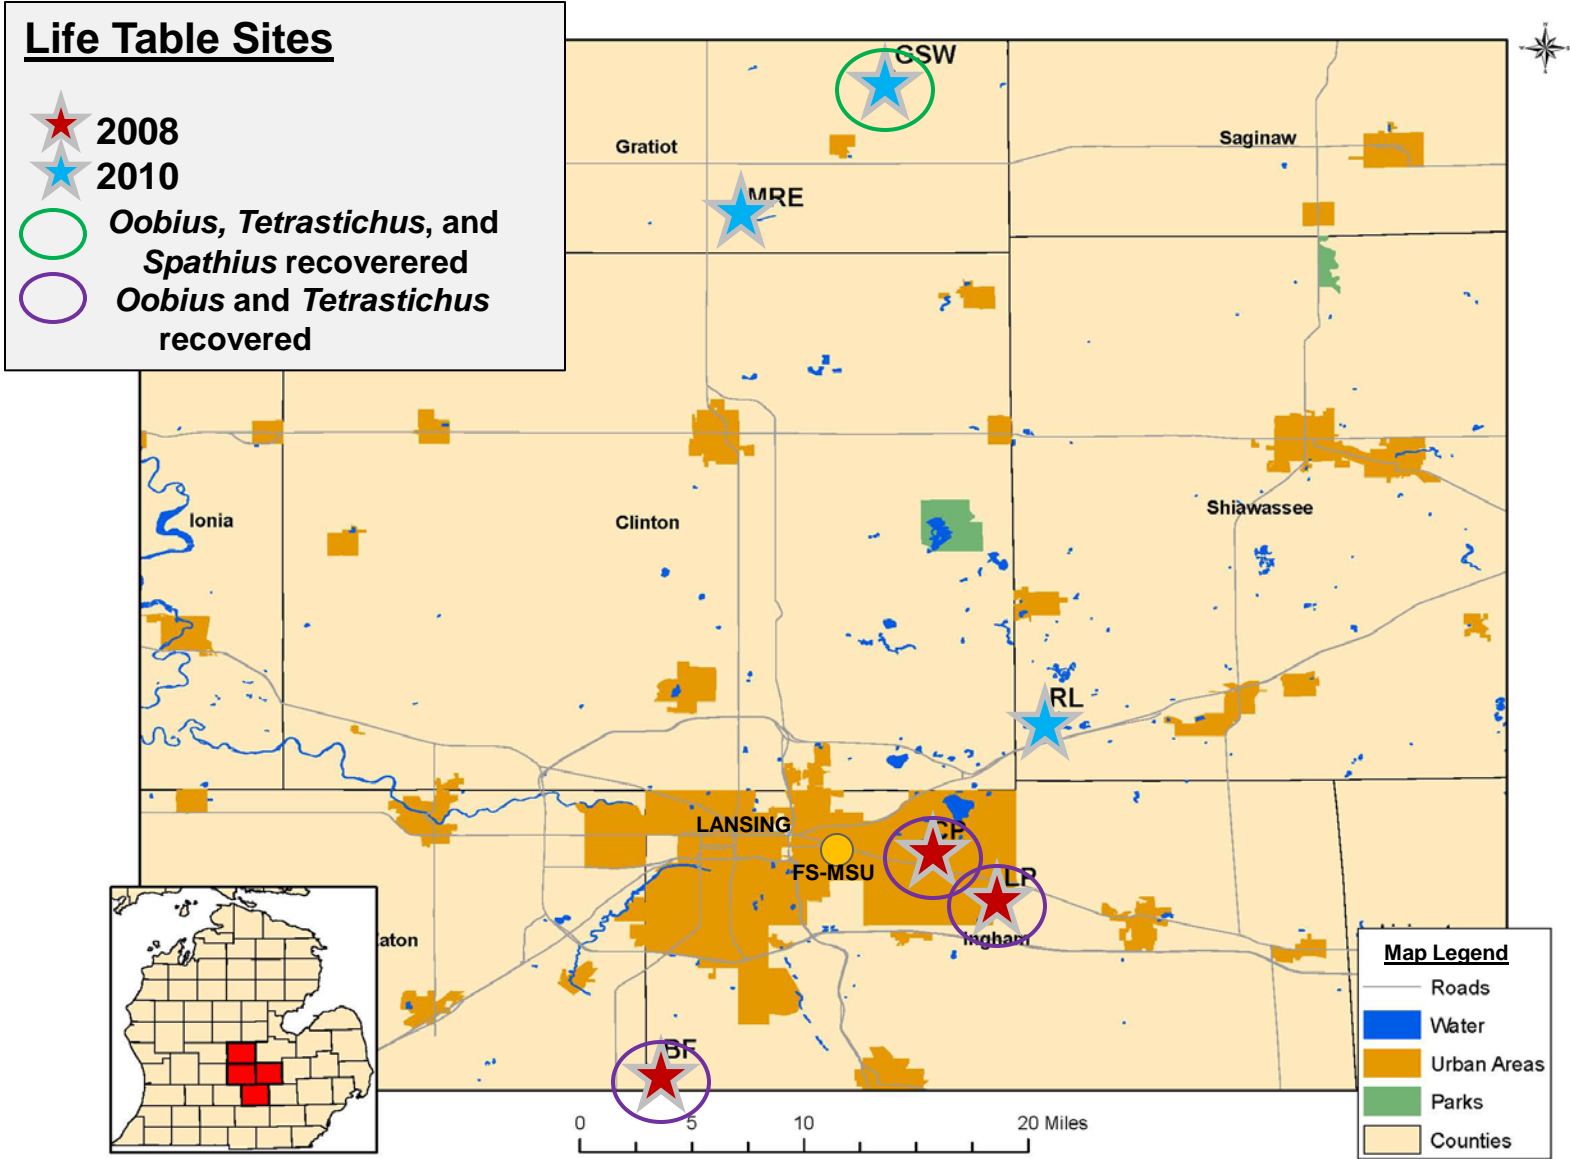 Life Table Sites
2008
2010
Oobius, Tetrastichus, and
Spathius recoverered
Oobius and Tetrastichus
recovered
GSW
Gratiot
Saginaw
MRE
Ionia
Clinton
Shiawassee
RL
LANSING
CP
FS-MSU
LP
Ingham
Eaton
BF
0 5 10 20 Miles
Map Legend
Roads
Water
Urban Areas
Parks
Counties